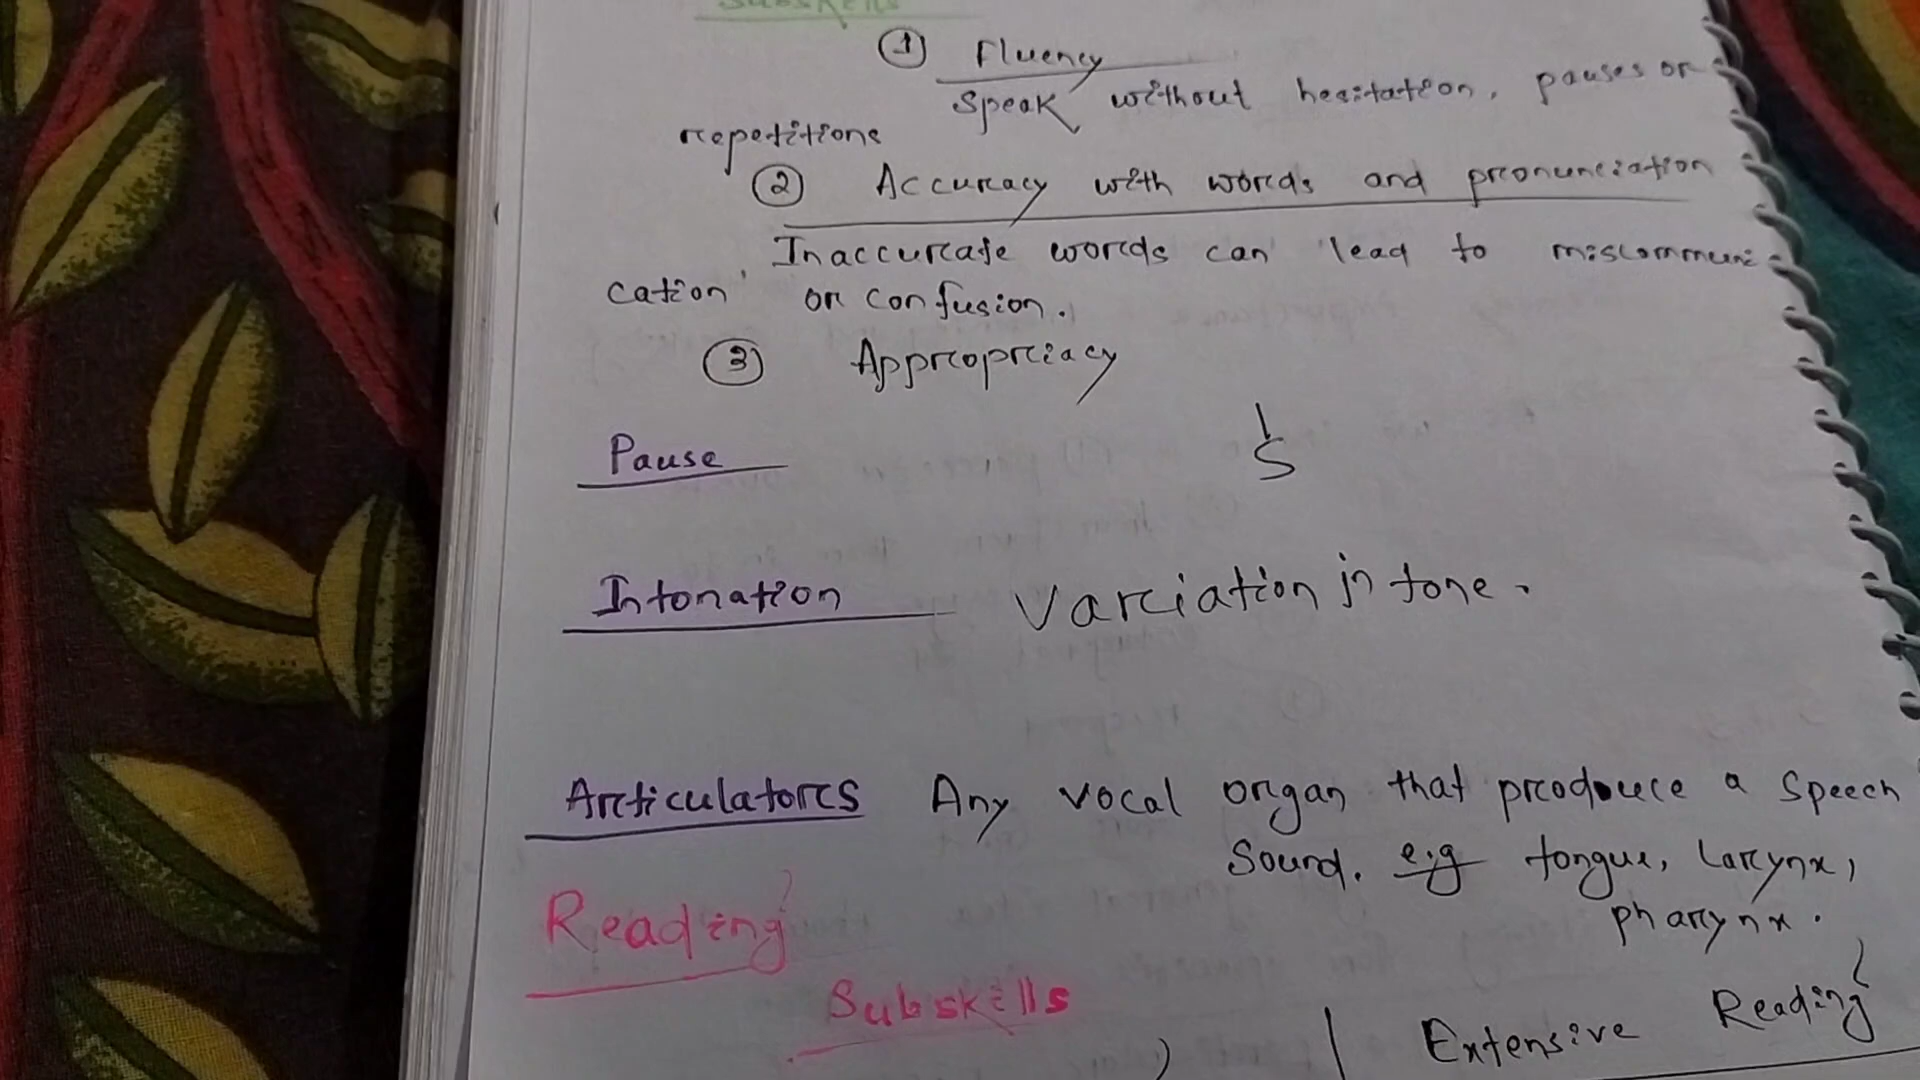 Subskills
① Fluency
Speak without hesitation, pauses or
repetitions
② Accuracy with words and pronunciation
Inaccurate words can lead to miscommuni-
cation or confusion.
③ Appropriacy
Pause
Intonation Variation in tone.
Articulators Any vocal organ that produce a speech
sound. e.g tongue, Larynx,
pharynx.
Reading
Subskills
Extensive Reading